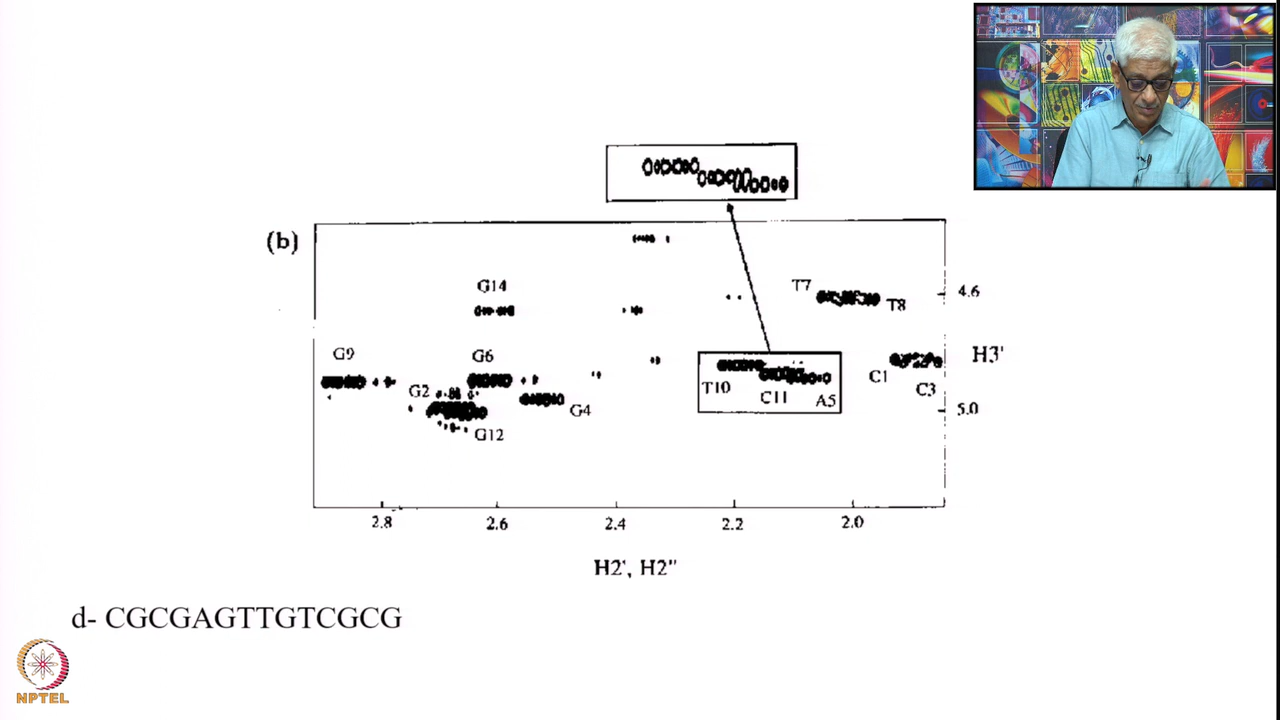 (b)
G14
T7
4.6
T8
G9
G6
H3'
C1
G2
T10
C11
A5
C3
G4
5.0
G12
2.8
2.6
2.4
2.2
2.0
H2', H2"
d- CGCGAGTTGTCGCG
NPTEL